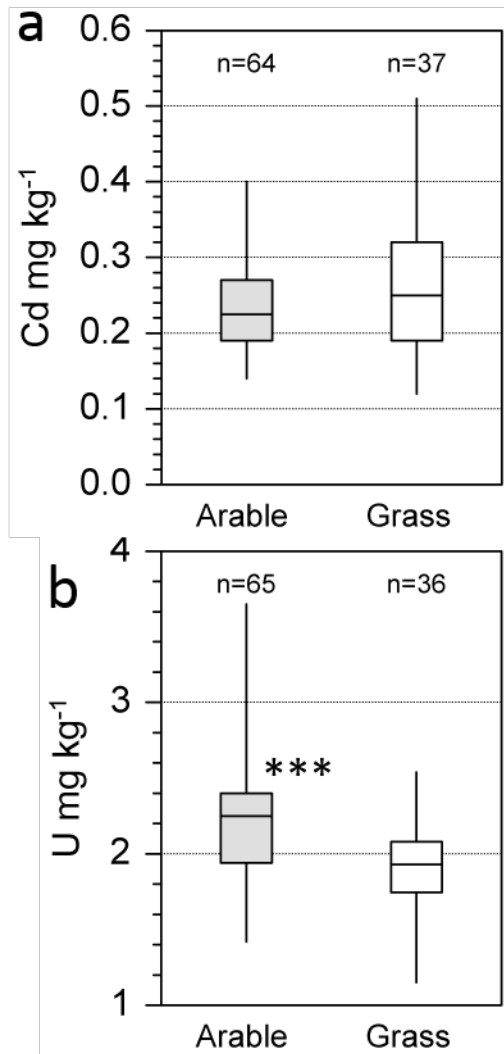 a
0.6
n=64 n=37
0.5
0.4
Cd mg kg⁻¹
0.3
0.2
0.1
0.0
Arable Grass
b
4
n=65 n=36
3
U mg kg⁻¹
***
2
1
Arable Grass